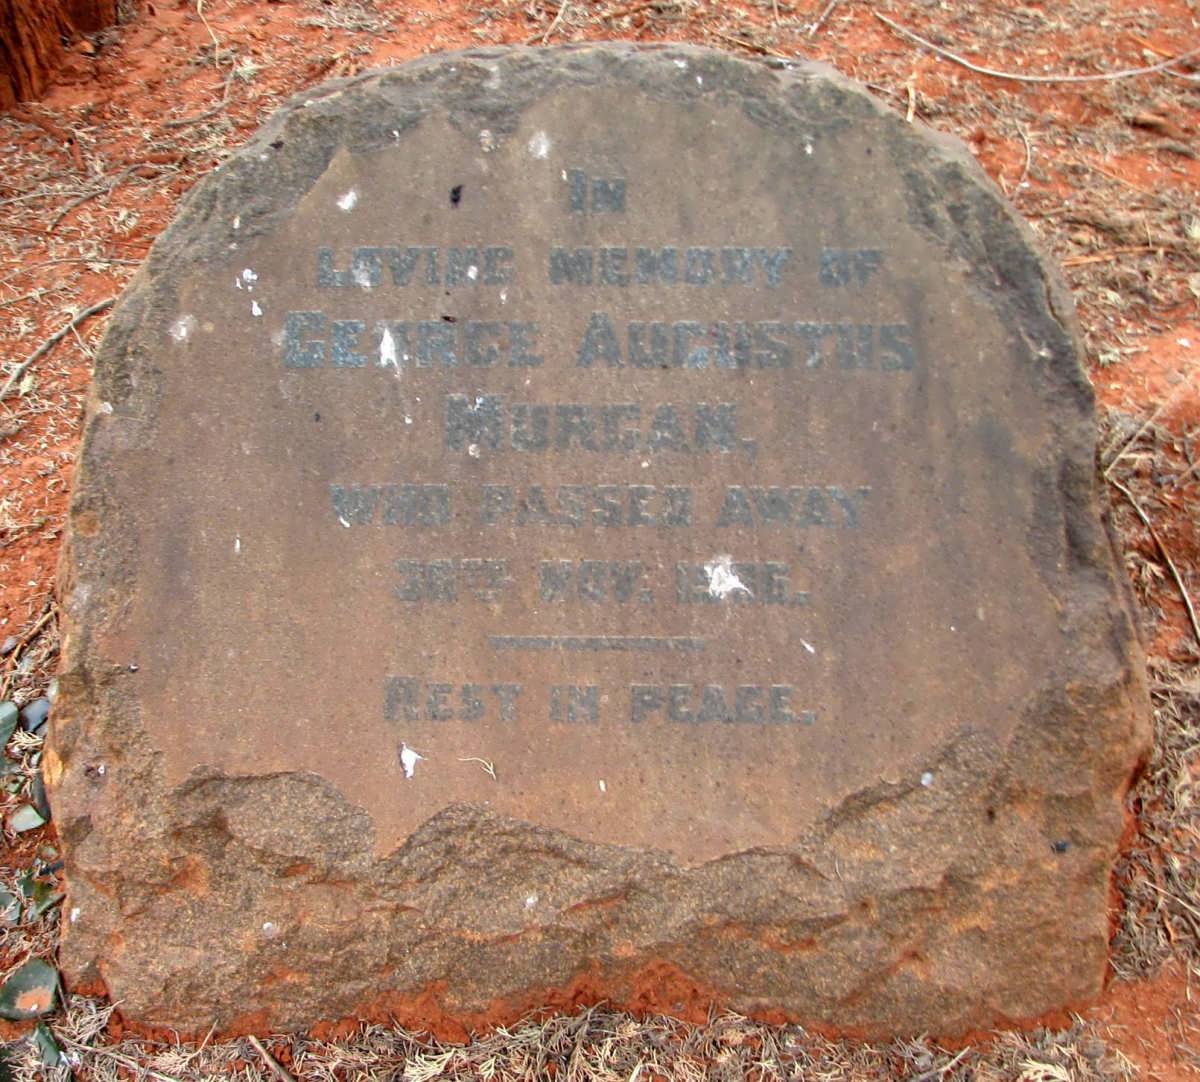 IN
LOVING MEMORY OF
GEORGE AUGUSTUS
MORGAN,
WHO PASSED AWAY
30TH NOV.
REST IN PEACE.